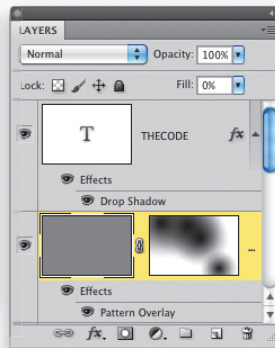 LAYERS
Normal Opacity: 100%
Lock: Fill: 0%
T THECODE fx
Effects
Drop Shadow
...
Effects
Pattern Overlay
fx.